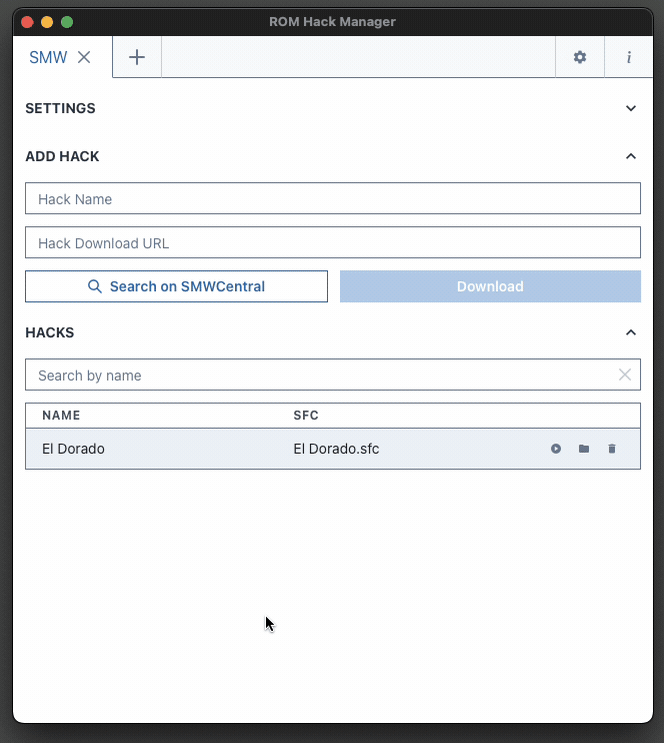 ROM Hack Manager
SMW
i
SETTINGS
ADD HACK
Hack Name
Hack Download URL
Search on SMWCentral Download
HACKS
Search by name
NAME SFC
El Dorado El Dorado.sfc